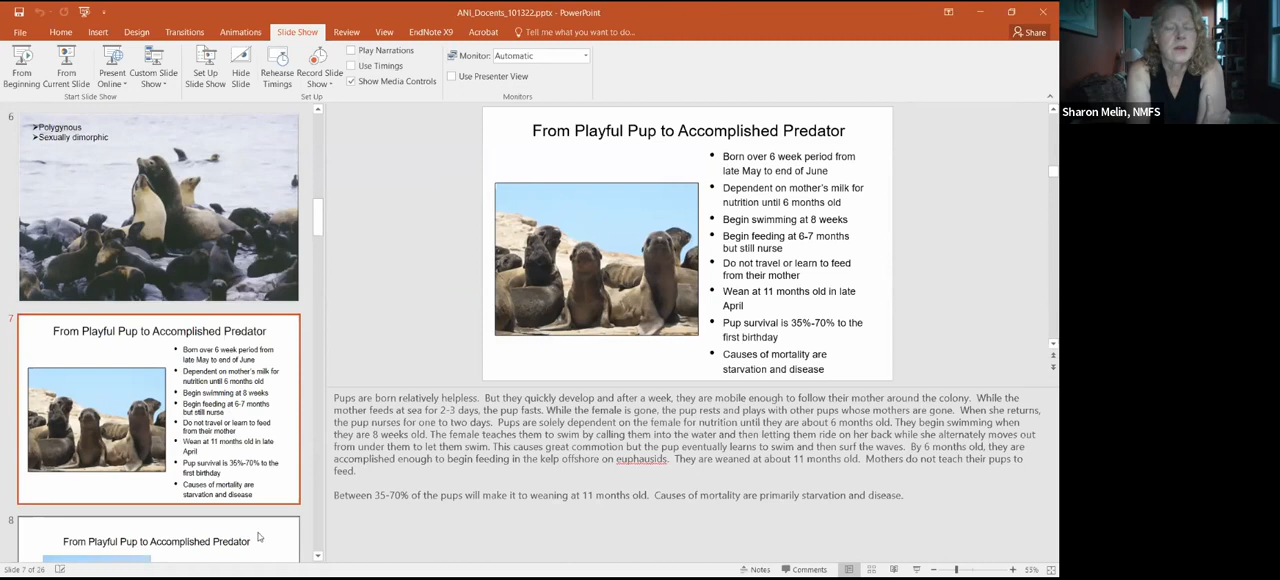 ANI_Docents_101322.pptx - PowerPoint
File Home Insert Design Transitions Animations Slide Show Review View EndNote X9 Acrobat Tell me what you want to do... Share
From Beginning
From Current Slide
Present Online
Custom Slide Show
Set Up Slide Show
Hide Slide
Rehearse Timings
Record Slide Show
Play Narrations
Use Timings
Show Media Controls
Monitor: Automatic
Use Presenter View
Start Slide Show
Set Up
Monitors
Sharon Melin, NMFS
6
➢Polygynous
➢Sexually dimorphic
7
From Playful Pup to Accomplished Predator
• Born over 6 week period from
late May to end of June
• Dependent on mother's milk for
nutrition until 6 months old
• Begin swimming at 8 weeks
• Begin feeding at 6-7 months
but still nurse
• Do not travel or learn to feed
from their mother
• Wean at 11 months old in late
April
• Pup survival is 35%-70% to the
first birthday
• Causes of mortality are
starvation and disease
8
From Playful Pup to Accomplished Predator
From Playful Pup to Accomplished Predator
• Born over 6 week period from
late May to end of June
• Dependent on mother's milk for
nutrition until 6 months old
• Begin swimming at 8 weeks
• Begin feeding at 6-7 months
but still nurse
• Do not travel or learn to feed
from their mother
• Wean at 11 months old in late
April
• Pup survival is 35%-70% to the
first birthday
• Causes of mortality are
starvation and disease
Pups are born relatively helpless. But they quickly develop and after a week, they are mobile enough to follow their mother around the colony. While the
mother feeds at sea for 2-3 days, the pup fasts. While the female is gone, the pup rests and plays with other pups whose mothers are gone. When she returns,
the pup nurses for one to two days. Pups are solely dependent on the female for nutrition until they are about 6 months old. They begin swimming when
they are 8 weeks old. The female teaches them to swim by calling them into the water and then letting them ride on her back while she alternately moves out
from under them to let them swim. This causes great commotion but the pup eventually learns to swim and then surf the waves. By 6 months old, they are
accomplished enough to begin feeding in the kelp offshore on euphausids. They are weaned at about 11 months old. Mothers do not teach their pups to
feed.
Between 35-70% of the pups will make it to weaning at 11 months old. Causes of mortality are primarily starvation and disease.
Slide 7 of 26
Notes
Comments
55%